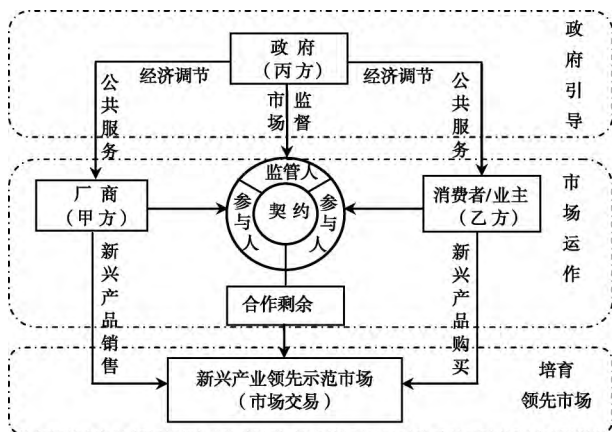 政府
（丙方）
政府引导
经济调节
经济调节
公共服务
市场监督
公共服务
厂商
（甲方）
监管人
参与人
契约
参与人
消费者/业主
（乙方）
市场运作
新兴产品销售
合作剩余
新兴产品购买
新兴产业领先示范市场
（市场交易）
培育
领先市场